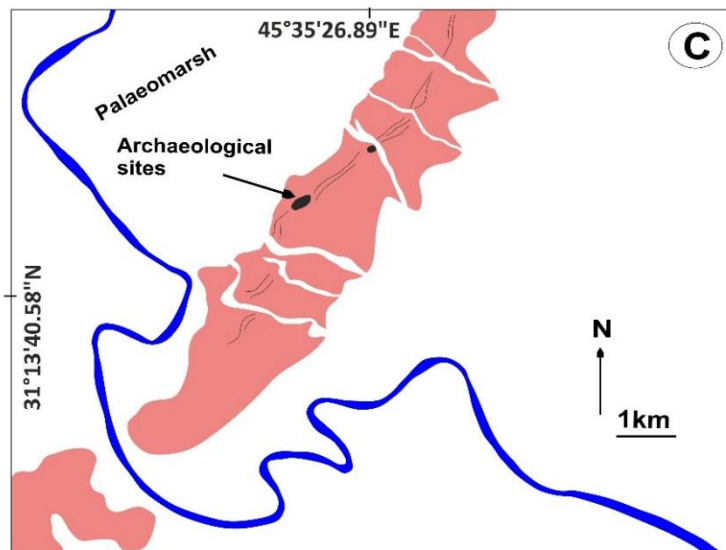 45°35'26.89"E
C
Palaeomarsh
Archaeological
sites
31°13'40.58"N
N
1km